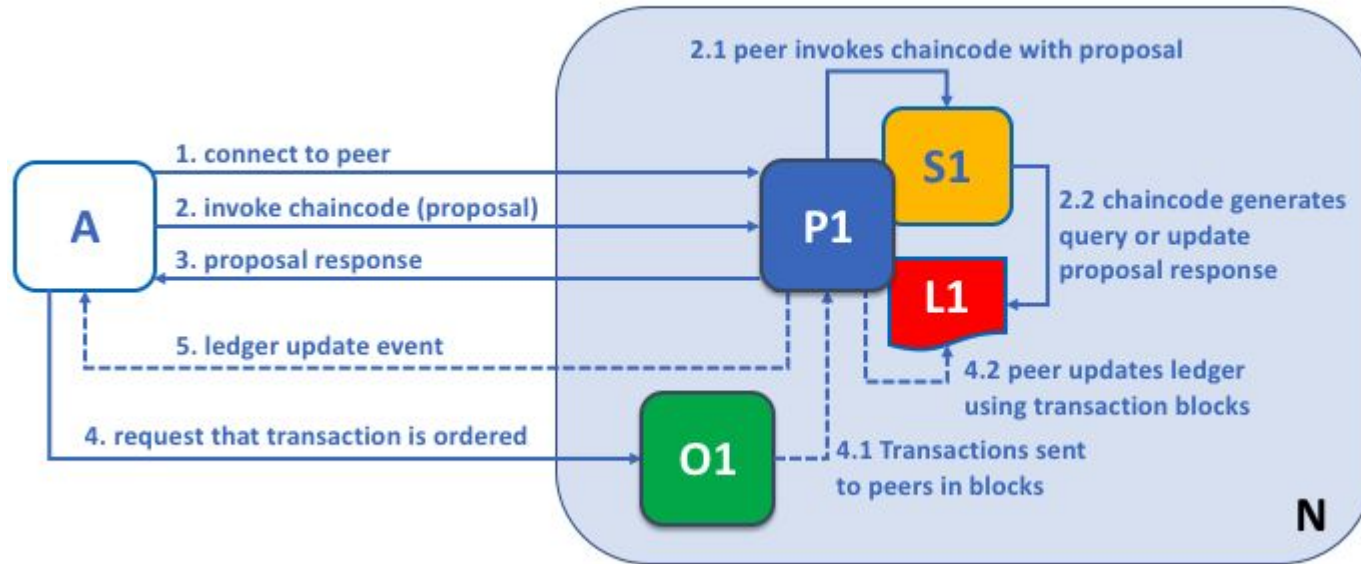 2.1 peer invokes chaincode with proposal
1. connect to peer
S1
A
2. invoke chaincode (proposal)
P1
2.2 chaincode generates
query or update
proposal response
3. proposal response
L1
5. ledger update event
4.2 peer updates ledger
using transaction blocks
4. request that transaction is ordered
O1
4.1 Transactions sent
to peers in blocks
N